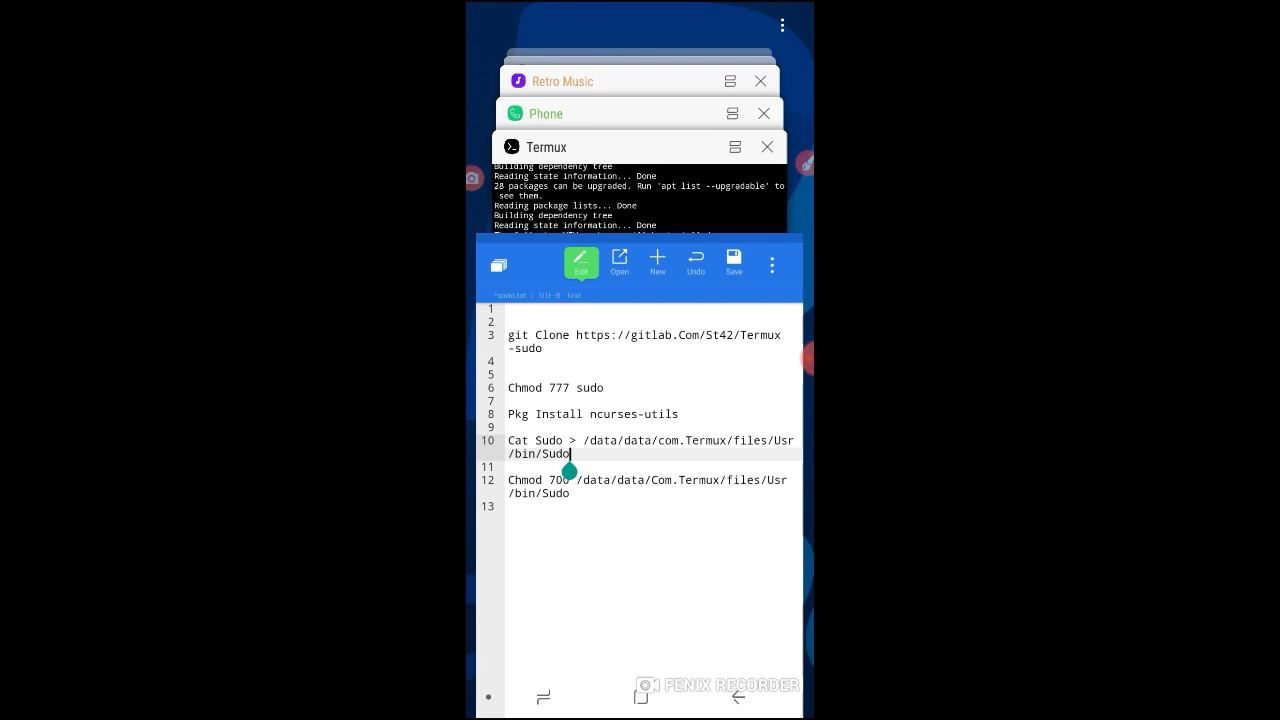 Retro Music
Phone
Termux
Building dependency tree
Reading state information... Done
28 packages can be upgraded. Run 'apt list --upgradable' to
see them.
Reading package lists... Done
Building dependency tree
Reading state information... Done
Edit
Open
New
Undo
Save
*sudo.txt | UTF-8
1
2
3 git Clone https://gitlab.Com/St42/Termux
-sudo
4
5
6 Chmod 777 sudo
7
8 Pkg Install ncurses-utils
9
10 Cat Sudo > /data/data/com.Termux/files/Usr
/bin/Sudo
11
12 Chmod 700 /data/data/Com.Termux/files/Usr
/bin/Sudo
13
FENIX RECORDER